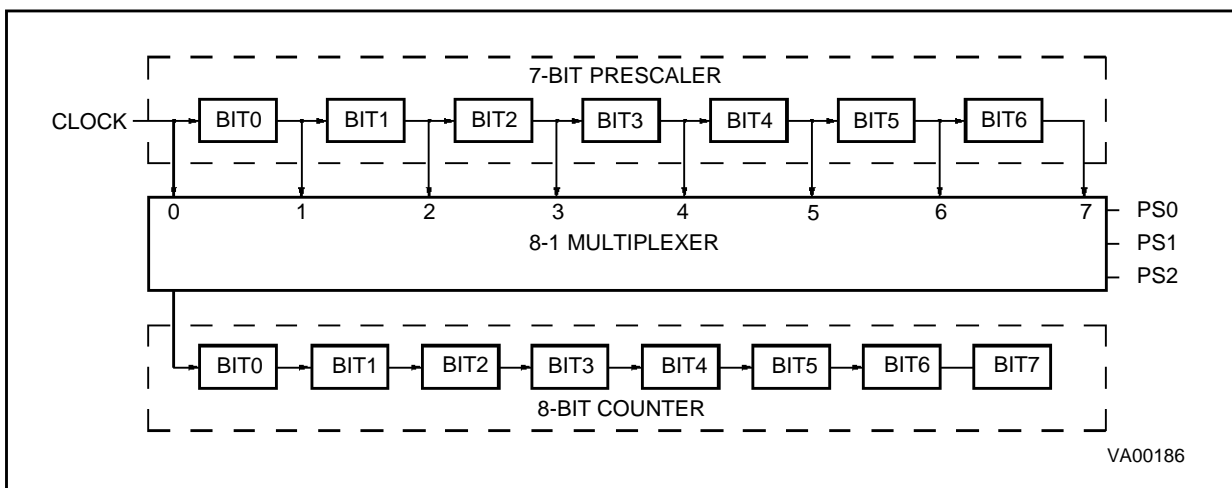 7-BIT PRESCALER
CLOCK BIT0 BIT1 BIT2 BIT3 BIT4 BIT5 BIT6
0 1 2 3 4 5 6 7 PS0
8-1 MULTIPLEXER PS1
PS2
BIT0 BIT1 BIT2 BIT3 BIT4 BIT5 BIT6 BIT7
8-BIT COUNTER
VA00186